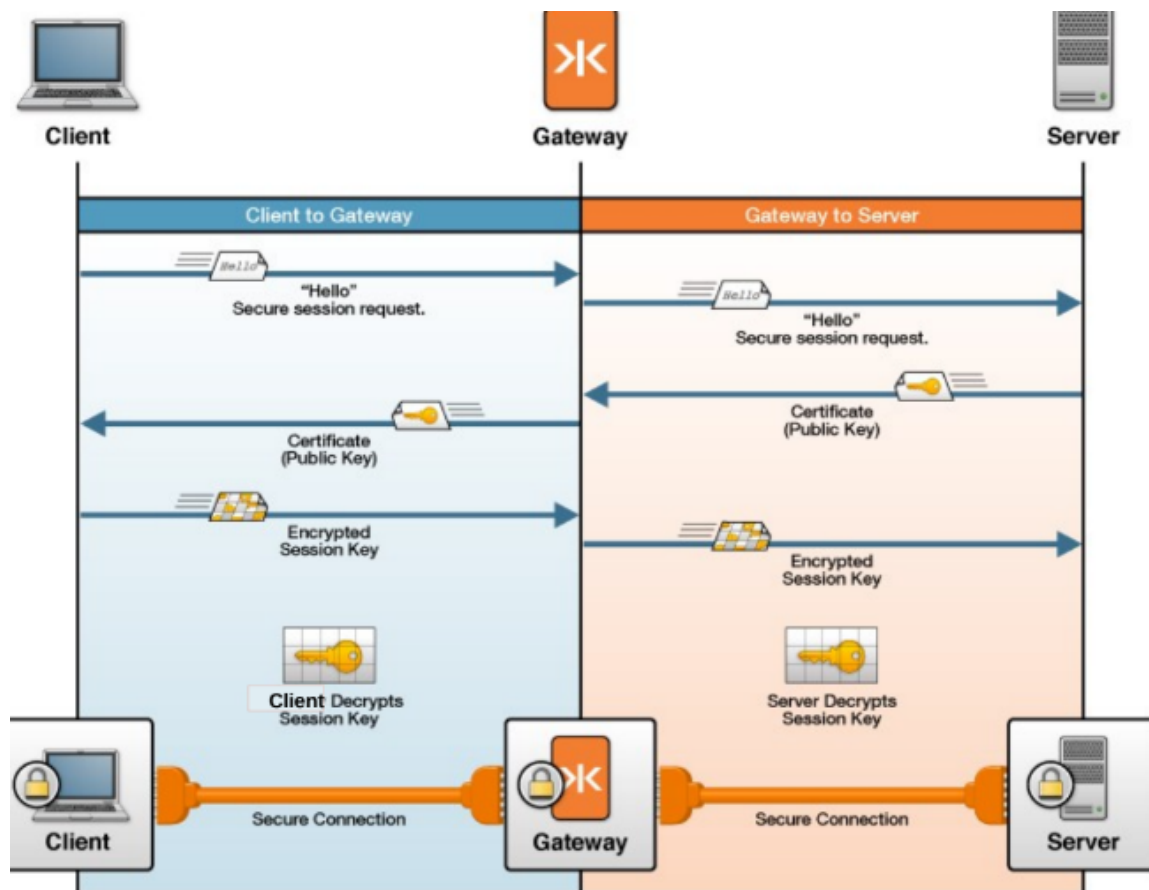 Client
Gateway
Server
Client to Gateway
Gateway to Server
Hello
"Hello"
Secure session request.
Hello
"Hello"
Secure session request.
Certificate
(Public Key)
Certificate
(Public Key)
Encrypted
Session Key
Encrypted
Session Key
Client Decrypts
Session Key
Server Decrypts
Session Key
Secure Connection
Secure Connection
Client
Gateway
Server